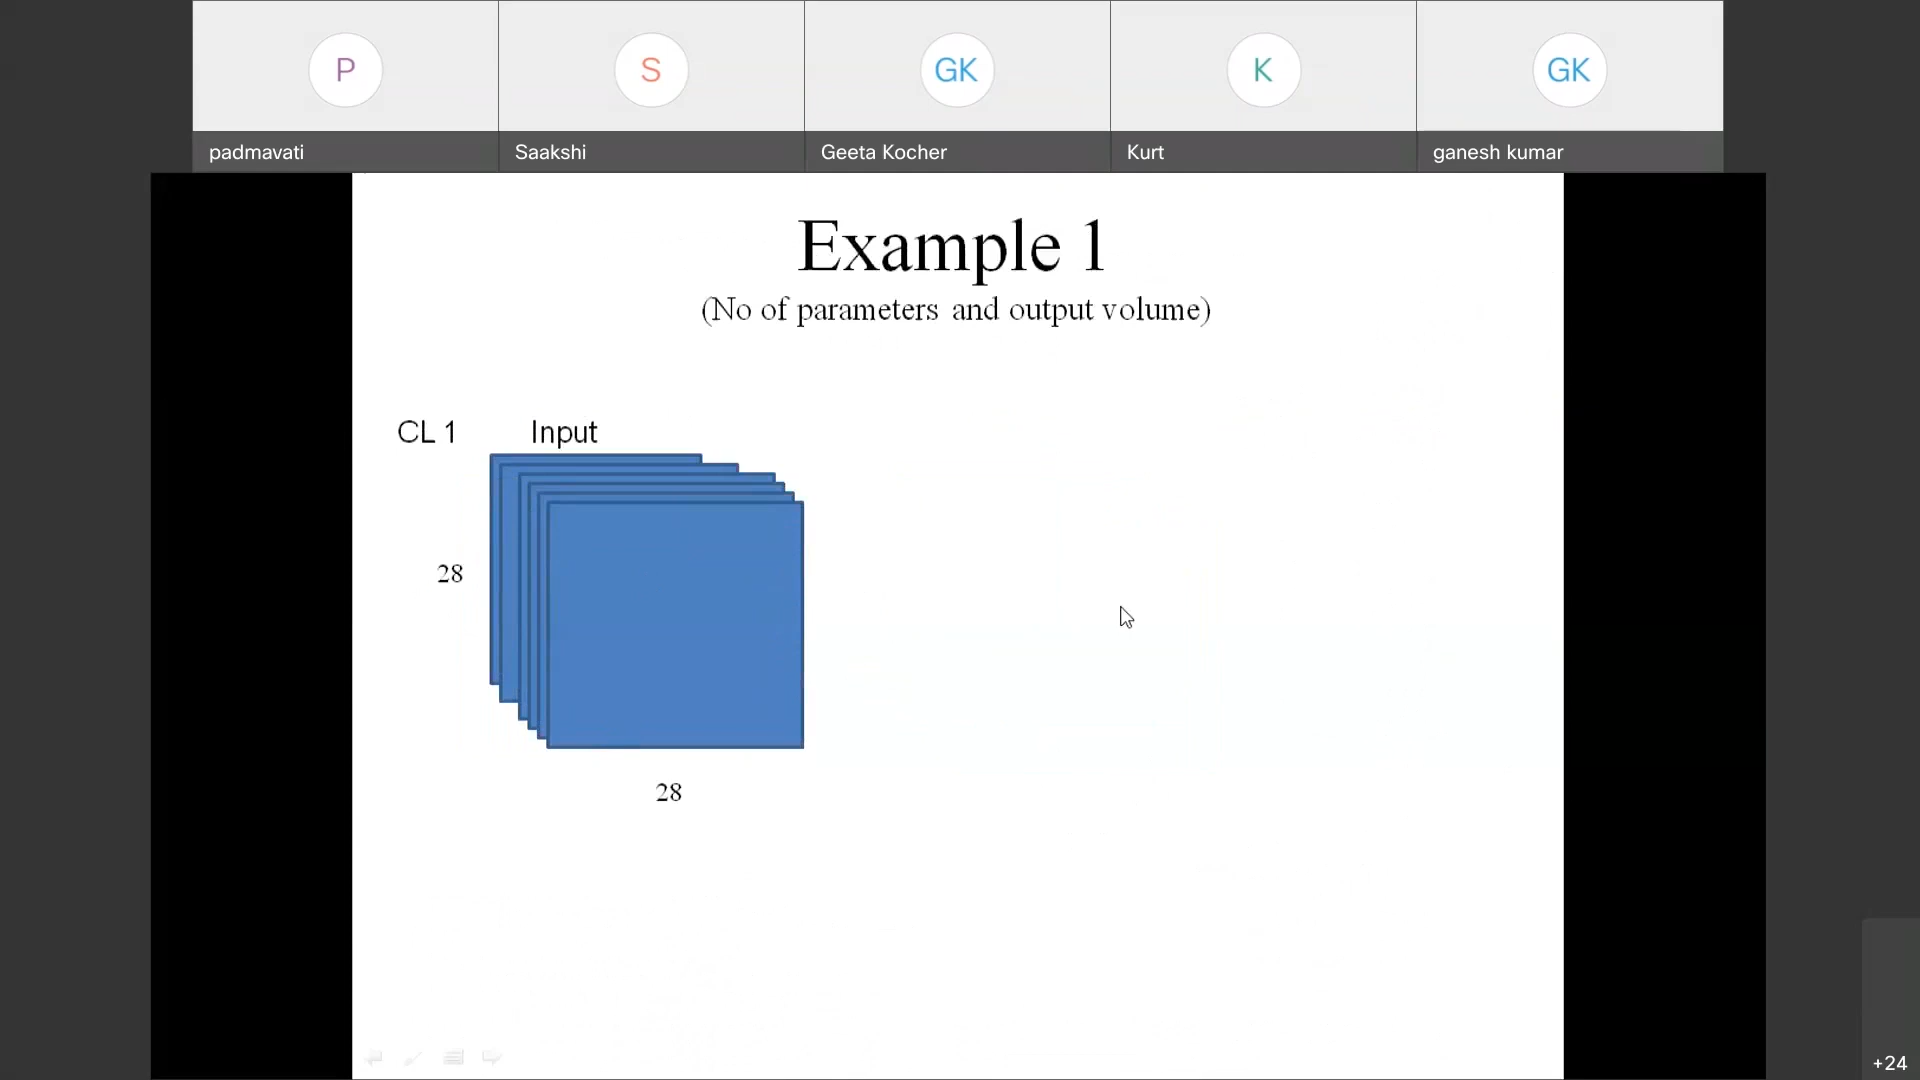 P
S
GK
K
GK
padmavati
Saakshi
Geeta Kocher
Kurt
ganesh kumar
Example 1
(No of parameters and output volume)
CL 1
Input
28
28
+24